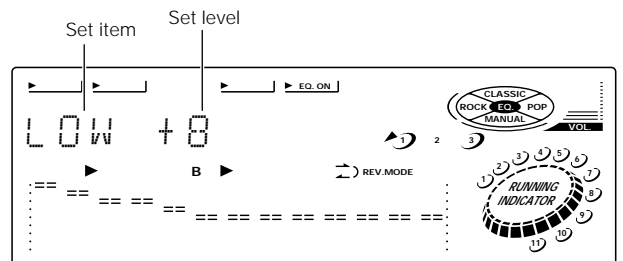 Set item
Set level
EQ. ON
CLASSIC
ROCK EQ. POP
MANUAL
VOL
LOW +8
1 2 3
B
REV.MODE
1 2 3 4 5 6 7 8 9 10 11
RUNNING
INDICATOR